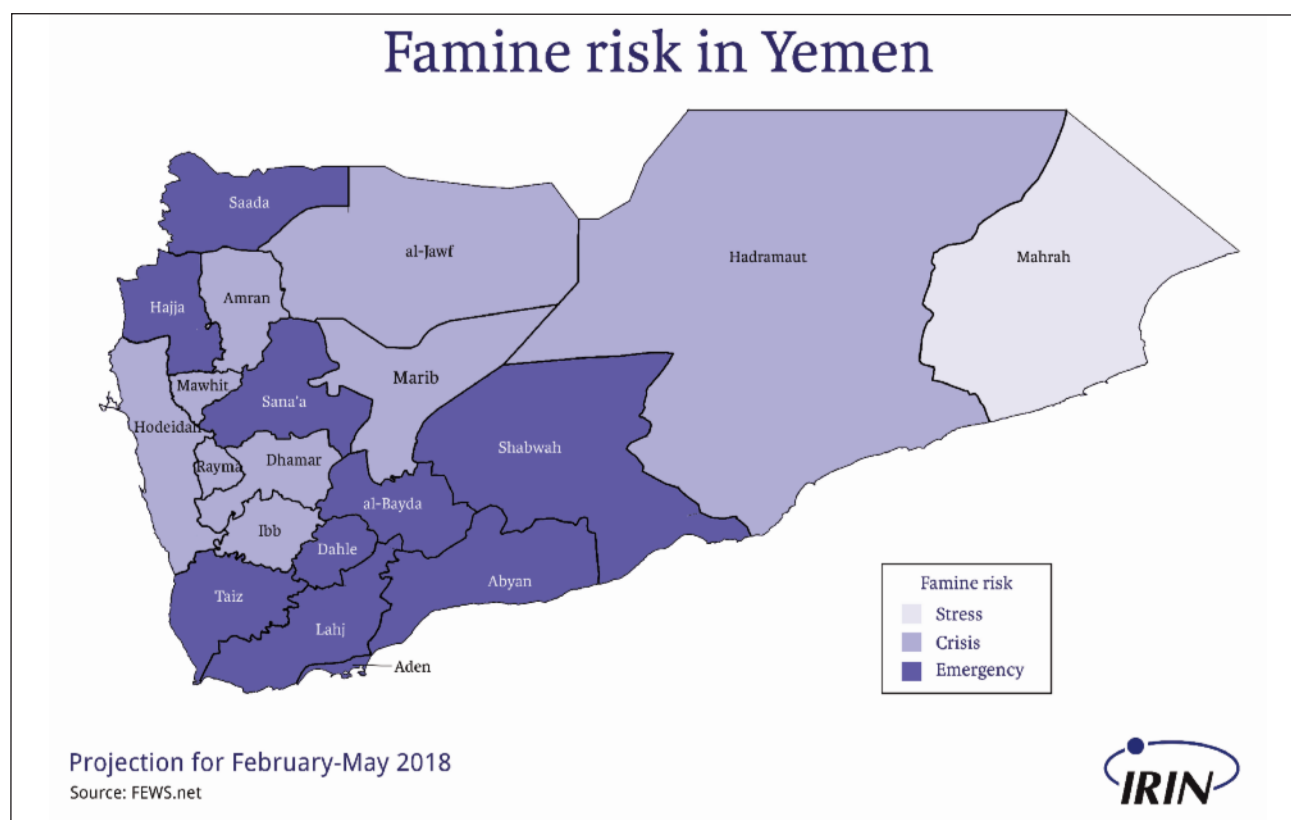 Famine risk in Yemen
Saada
al-Jawf
Hadramaut
Mahrah
Hajja
Amran
Mawhit
Marib
Sana'a
Hodeidah
Shabwah
Rayma
Dhamar
al-Bayda
Ibb
Dahle
Abyan
Taiz
Lahj
Aden
Famine risk
Stress
Crisis
Emergency
Projection for February-May 2018
Source: FEWS.net
IRIN